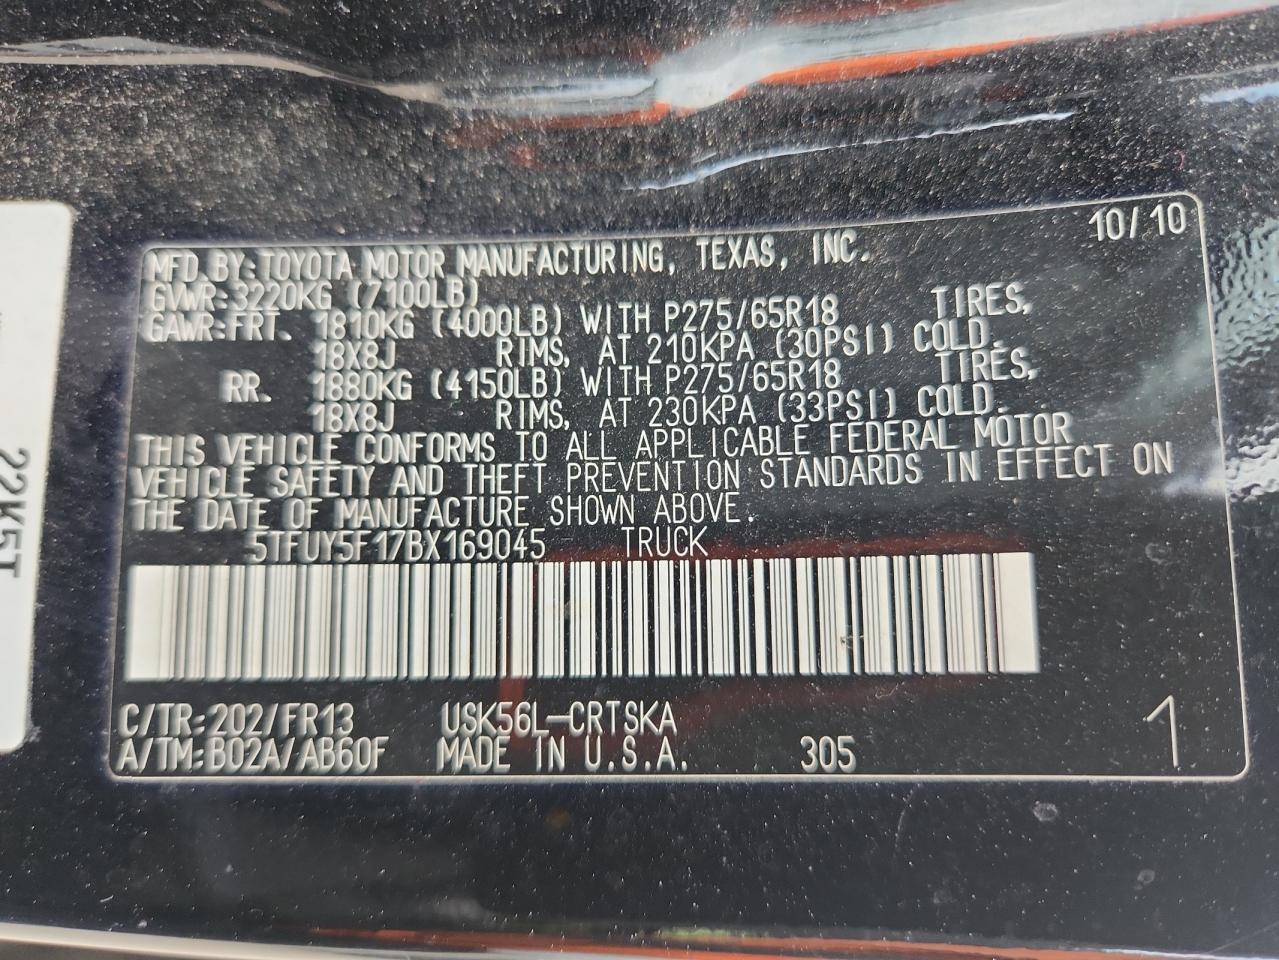 10/10
MFD.BY:TOYOTA MOTOR MANUFACTURING, TEXAS, INC.
GVWR:3220KG (7100LB)
GAWR:FRT. 1810KG (4000LB) WITH P275/65R18 TIRES,
18X8J RIMS, AT 210KPA (30PSI) COLD.
RR. 1880KG (4150LB) WITH P275/65R18 TIRES,
18X8J RIMS, AT 230KPA (33PSI) COLD.
THIS VEHICLE CONFORMS TO ALL APPLICABLE FEDERAL MOTOR
VEHICLE SAFETY AND THEFT PREVENTION STANDARDS IN EFFECT ON
THE DATE OF MANUFACTURE SHOWN ABOVE.
5TFUY5F17BX169045 TRUCK
C/TR:202/FR13 USK56L-CRTSKA
A/TM:B02A/AB60F MADE IN U.S.A. 305 1
22K5T